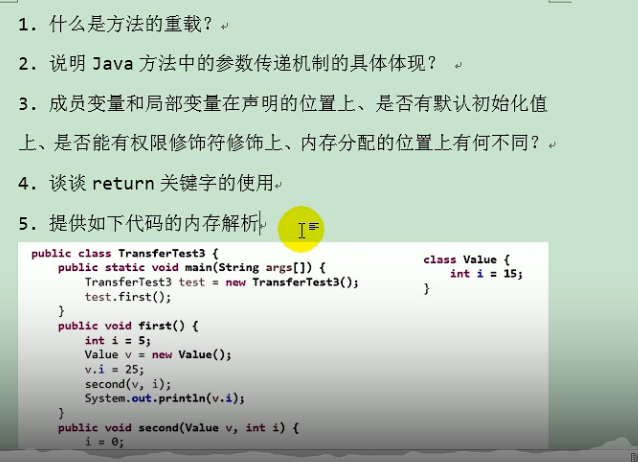 1. 什么是方法的重载?
2. 说明 Java 方法中的参数传递机制的具体体现?
3. 成员变量和局部变量在声明的位置上、是否有默认初始化值
上、是否能有权限修饰符修饰上、内存分配的位置上有何不同?
4. 谈谈 return 关键字的使用
5. 提供如下代码的内存解析
public class TransferTest3 {
public static void main(String args[]) {
TransferTest3 test = new TransferTest3();
test.first();
}
public void first() {
int i = 5;
Value v = new Value();
v.i = 25;
second(v, i);
System.out.println(v.i);
}
public void second(Value v, int i) {
i = 0;
class Value {
int i = 15;
}